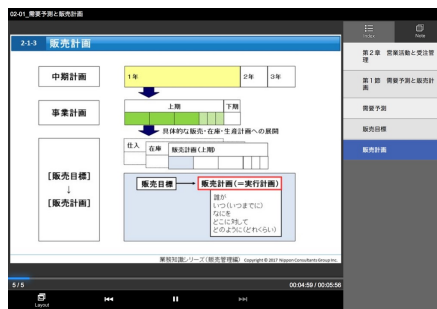 02-01_需要予測と販売計画
2-1-3 販売計画
中期計画
1年
2年
3年
事業計画
上期
下期
具体的な販売・在庫・生産計画への展開
仕入
在庫
販売計画(上期)
[販売目標]
↓
[販売計画]
販売目標
販売計画(=実行計画)
誰が
いつ(いつまでに)
なにを
どこに対して
どのように(どれくらい)
業務知識シリーズ(販売管理編) Copyright © 2017 Nippon Consultants Group Inc.
5/5
00:04:59 / 00:05:56
Layout
Index
Note
第2章 営業活動と受注管
理
第1節 需要予測と販売計
画
需要予測
販売目標
販売計画